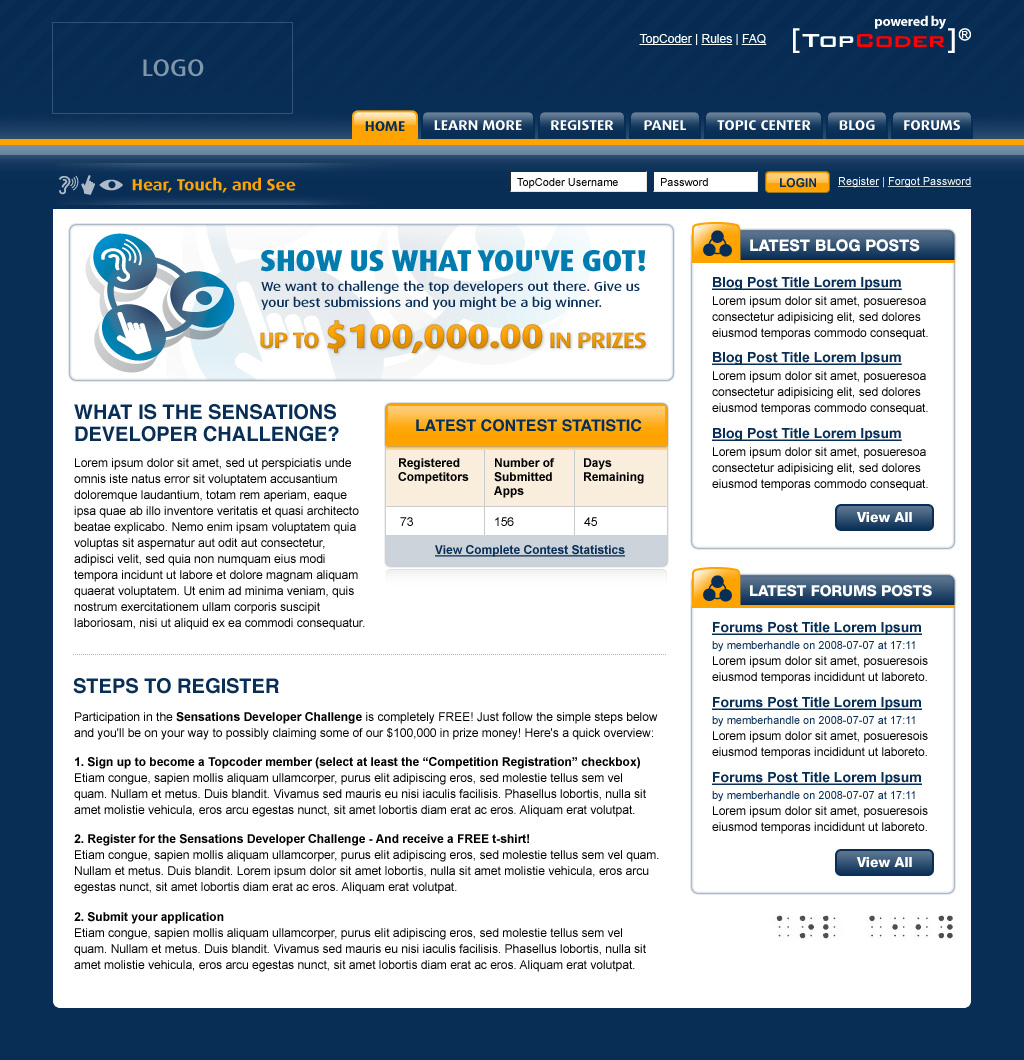 powered by
TopCoder | Rules | FAQ
[TOPCODER]®
LOGO
HOME
LEARN MORE
REGISTER
PANEL
TOPIC CENTER
BLOG
FORUMS
Hear, Touch, and See
TopCoder Username
Password
LOGIN
Register | Forgot Password
SHOW US WHAT YOU'VE GOT!
We want to challenge the top developers out there. Give us
your best submissions and you might be a big winner.
UP TO $100,000.00 IN PRIZES
WHAT IS THE SENSATIONS
DEVELOPER CHALLENGE?
Lorem ipsum dolor sit amet, sed ut perspiciatis unde
omnis iste natus error sit voluptatem accusantium
doloremque laudantium, totam rem aperiam, eaque
ipsa quae ab illo inventore veritatis et quasi architecto
beatae explicabo. Nemo enim ipsam voluptatem quia
voluptas sit aspernatur aut odit aut consectetur,
adipisci velit, sed quia non numquam eius modi
tempora incidunt ut labore et dolore magnam aliquam
quaerat voluptatem. Ut enim ad minima veniam, quis
nostrum exercitationem ullam corporis suscipit
laboriosam, nisi ut aliquid ex ea commodi consequatur.
LATEST CONTEST STATISTIC
Registered
Competitors
Number of
Submitted
Apps
Days
Remaining
73
156
45
View Complete Contest Statistics
STEPS TO REGISTER
Participation in the Sensations Developer Challenge is completely FREE! Just follow the simple steps below
and you'll be on your way to possibly claiming some of our $100,000 in prize money! Here's a quick overview:
1. Sign up to become a Topcoder member (select at least the “Competition Registration” checkbox)
Etiam congue, sapien mollis aliquam ullamcorper, purus elit adipiscing eros, sed molestie tellus sem vel
quam. Nullam et metus. Duis blandit. Vivamus sed mauris eu nisi iaculis facilisis. Phasellus lobortis, nulla sit
amet molistie vehicula, eros arcu egestas nunct, sit amet lobortis diam erat ac eros. Aliquam erat volutpat.
2. Register for the Sensations Developer Challenge - And receive a FREE t-shirt!
Etiam congue, sapien mollis aliquam ullamcorper, purus elit adipiscing eros, sed molestie tellus sem vel quam.
Nullam et metus. Duis blandit. Lorem ipsum dolor sit amet lobortis, nulla sit amet molistie vehicula, eros arcu
egestas nunct, sit amet lobortis diam erat ac eros. Aliquam erat volutpat.
2. Submit your application
Etiam congue, sapien mollis aliquam ullamcorper, purus elit adipiscing eros, sed molestie tellus sem vel
quam. Nullam et metus. Duis blandit. Vivamus sed mauris eu nisi iaculis facilisis. Phasellus lobortis, nulla sit
amet molistie vehicula, eros arcu egestas nunct, sit amet lobortis diam erat ac eros. Aliquam erat volutpat.
LATEST BLOG POSTS
Blog Post Title Lorem Ipsum
Lorem ipsum dolor sit amet, posueresoa
consectetur adipisicing elit, sed dolores
eiusmod temporas commodo consequat.
Blog Post Title Lorem Ipsum
Lorem ipsum dolor sit amet, posueresoa
consectetur adipisicing elit, sed dolores
eiusmod temporas commodo consequat.
Blog Post Title Lorem Ipsum
Lorem ipsum dolor sit amet, posueresoa
consectetur adipisicing elit, sed dolores
eiusmod temporas commodo consequat.
View All
LATEST FORUMS POSTS
Forums Post Title Lorem Ipsum
by memberhandle on 2008-07-07 at 17:11
Lorem ipsum dolor sit amet, posueresois
temporas incididunt ut laboreto.
Forums Post Title Lorem Ipsum
by memberhandle on 2008-07-07 at 17:11
Lorem ipsum dolor sit amet, posueresois
temporas incididunt ut laboreto.
Forums Post Title Lorem Ipsum
by memberhandle on 2008-07-07 at 17:11
Lorem ipsum dolor sit amet, posueresois
temporas incididunt ut laboreto.
View All